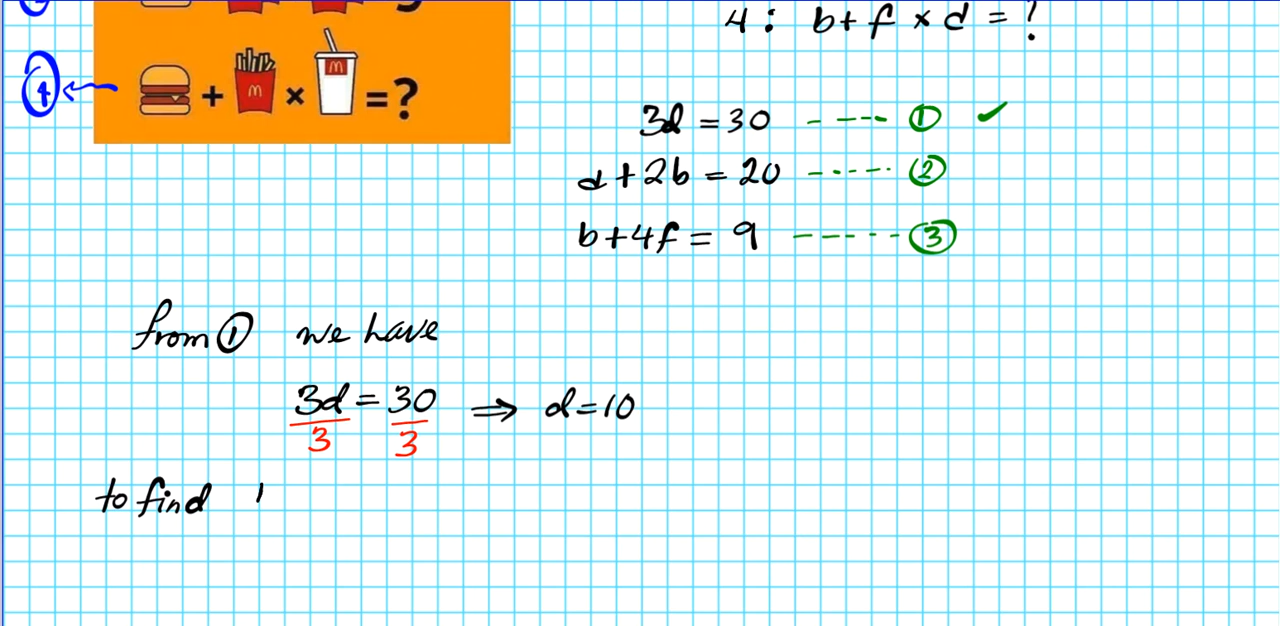 4 : b+f × d = ?
④ ←
+ × =?
3d = 30 ---- ① ✓
d+2b = 20 ----- ②
b+4f = 9 ----- ③
from ① we have
3d = 30 ⇒ d=10
3 3
to find